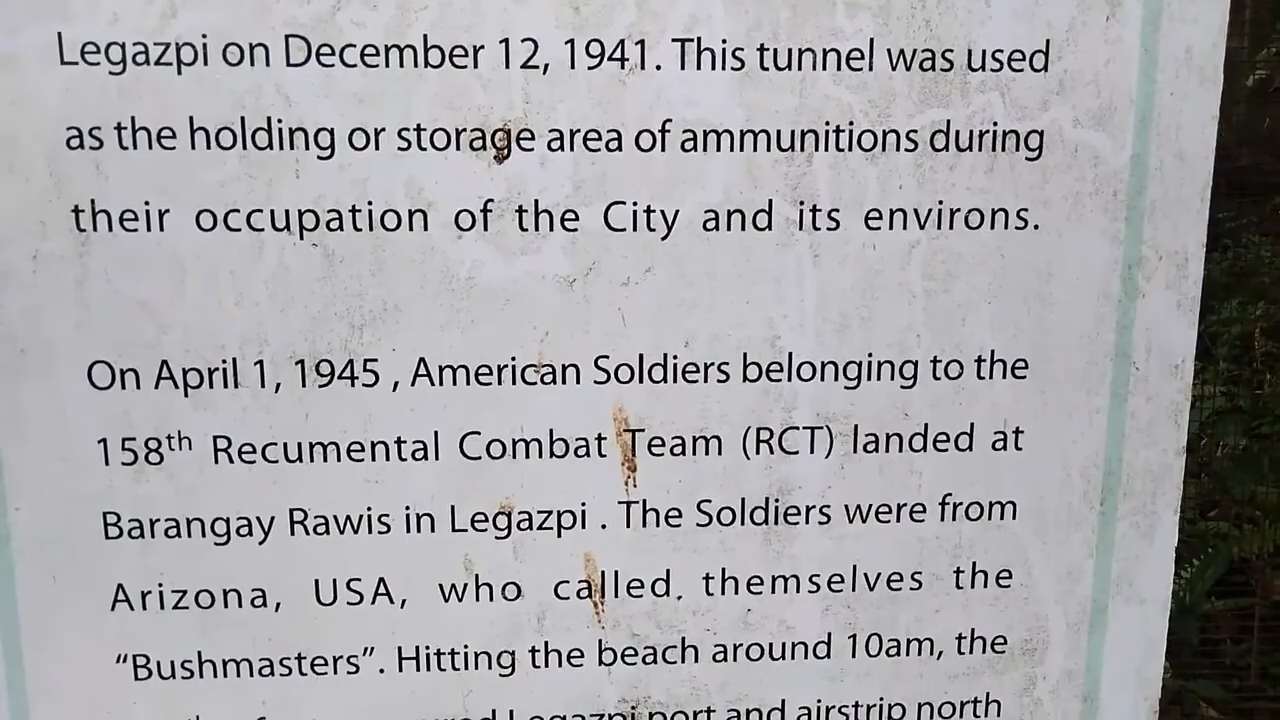 Legazpi on December 12, 1941. This tunnel was used
as the holding or storage area of ammunitions during
their occupation of the City and its environs.
On April 1, 1945 , American Soldiers belonging to the
158th Recumental Combat Team (RCT) landed at
Barangay Rawis in Legazpi . The Soldiers were from
Arizona, USA, who called. themselves the
“Bushmasters”. Hitting the beach around 10am, the
Legazpi port and airstrip north